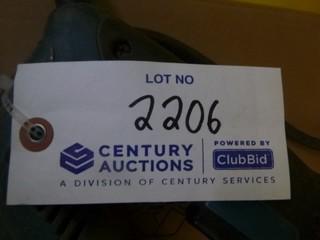 LOT NO
2206
CENTURY AUCTIONS
POWERED BY
ClubBid
A DIVISION OF CENTURY SERVICES